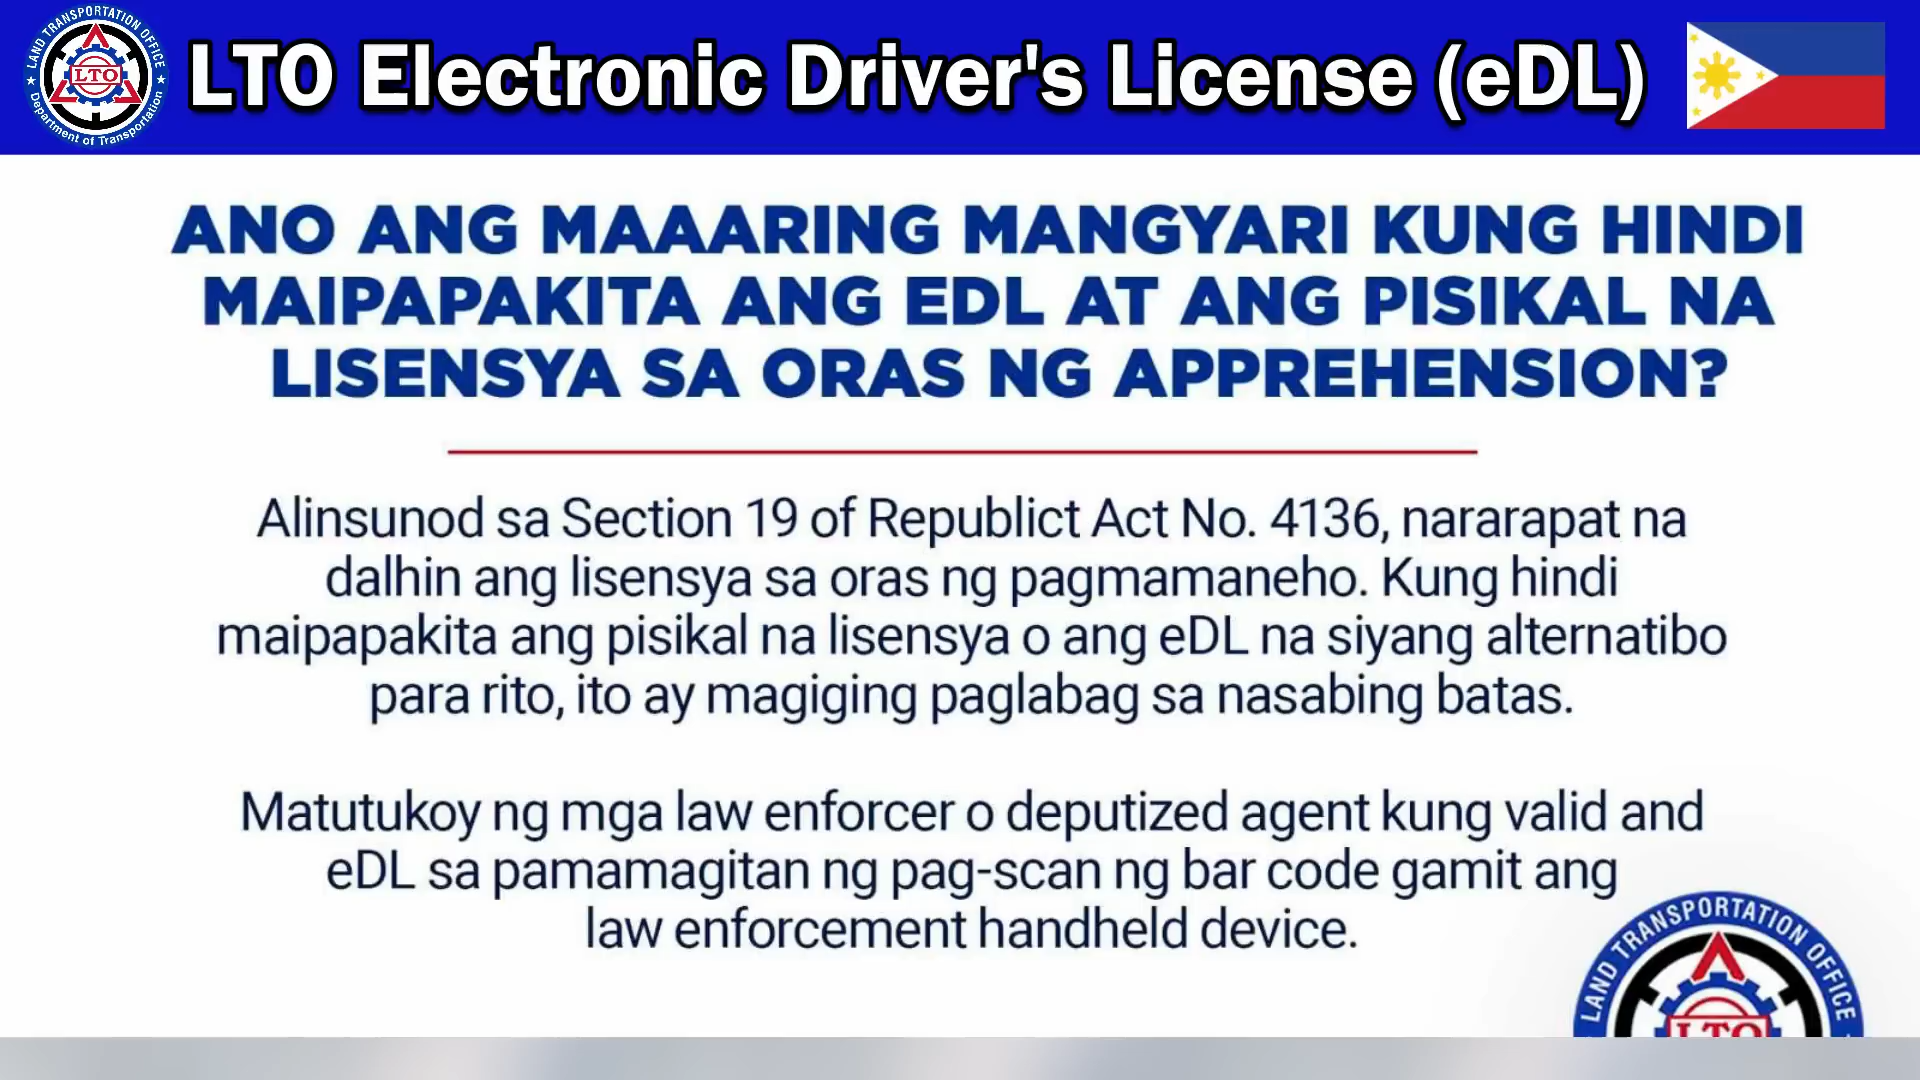 LAND TRANSPORTATION OFFICE
LTO
Department of Transportation
LTO Electronic Driver's License (eDL)
ANO ANG MAAARING MANGYARI KUNG HINDI
MAIPAPAKITA ANG EDL AT ANG PISIKAL NA
LISENSYA SA ORAS NG APPREHENSION?
Alinsunod sa Section 19 of Republict Act No. 4136, nararapat na
dalhin ang lisensya sa oras ng pagmamaneho. Kung hindi
maipapakita ang pisikal na lisensya o ang eDL na siyang alternatibo
para rito, ito ay magiging paglabag sa nasabing batas.
Matutukoy ng mga law enforcer o deputized agent kung valid and
eDL sa pamamagitan ng pag-scan ng bar code gamit ang
law enforcement handheld device.
LAND TRANSPORTATION OFFICE
LTO